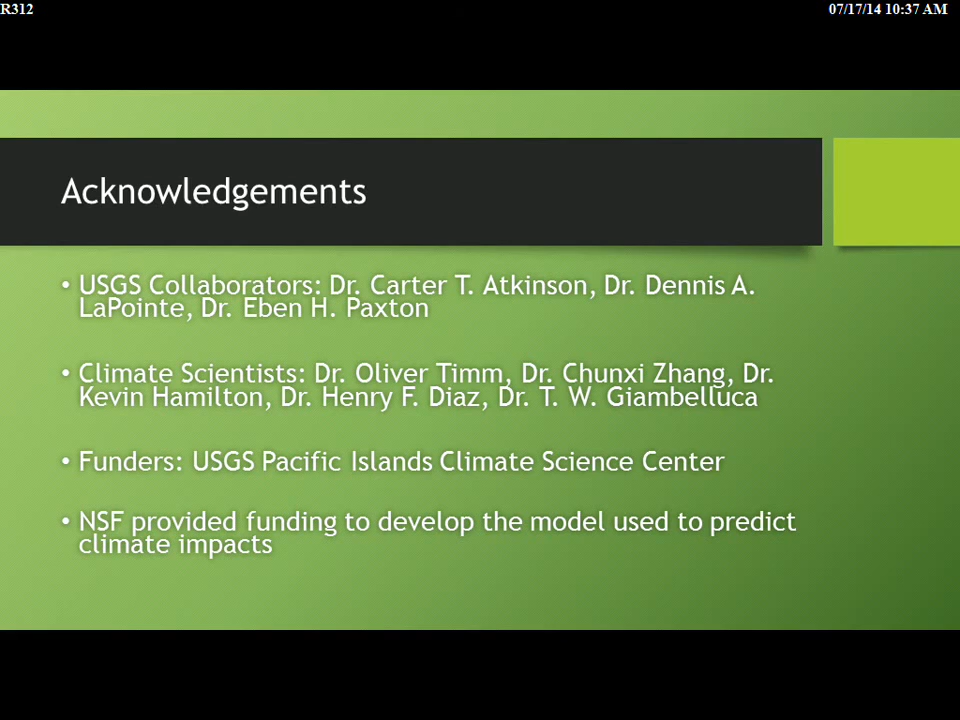 R312
07/17/14 10:37 AM
Acknowledgements
• USGS Collaborators: Dr. Carter T. Atkinson, Dr. Dennis A.
LaPointe, Dr. Eben H. Paxton
• Climate Scientists: Dr. Oliver Timm, Dr. Chunxi Zhang, Dr.
Kevin Hamilton, Dr. Henry F. Diaz, Dr. T. W. Giambelluca
• Funders: USGS Pacific Islands Climate Science Center
• NSF provided funding to develop the model used to predict
climate impacts